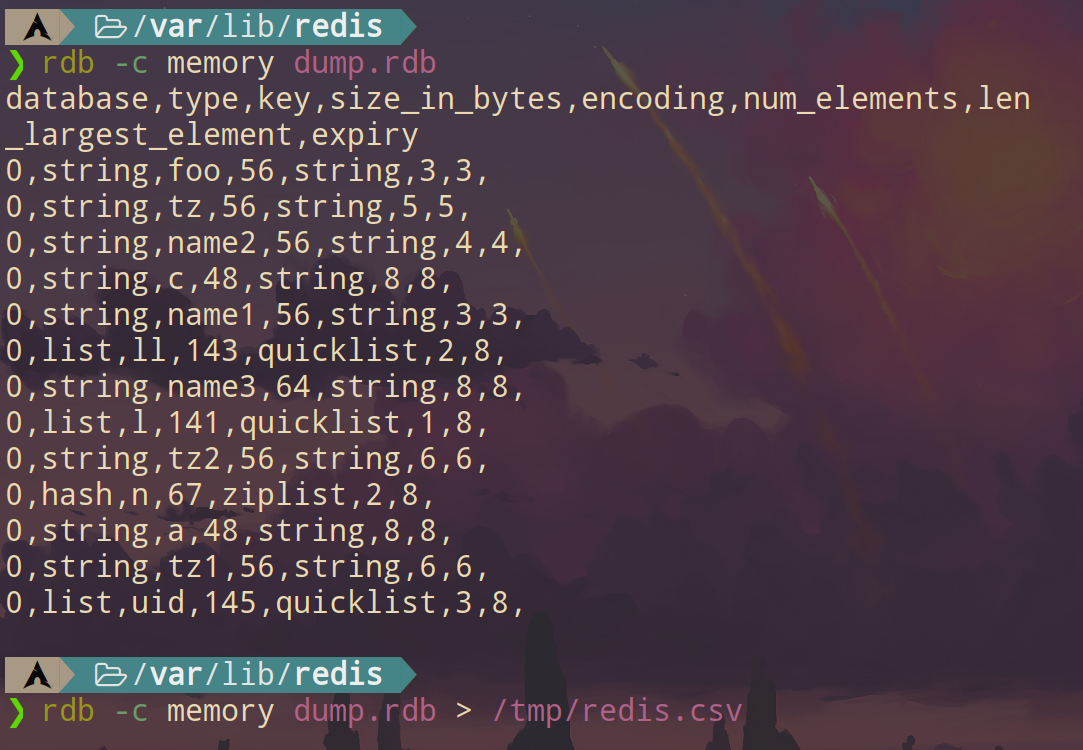 /var/lib/redis
❯ rdb -c memory dump.rdb
database,type,key,size_in_bytes,encoding,num_elements,len
_largest_element,expiry
0,string,foo,56,string,3,3,
0,string,tz,56,string,5,5,
0,string,name2,56,string,4,4,
0,string,c,48,string,8,8,
0,string,name1,56,string,3,3,
0,list,ll,143,quicklist,2,8,
0,string,name3,64,string,8,8,
0,list,l,141,quicklist,1,8,
0,string,tz2,56,string,6,6,
0,hash,n,67,ziplist,2,8,
0,string,a,48,string,8,8,
0,string,tz1,56,string,6,6,
0,list,uid,145,quicklist,3,8,
/var/lib/redis
❯ rdb -c memory dump.rdb > /tmp/redis.csv